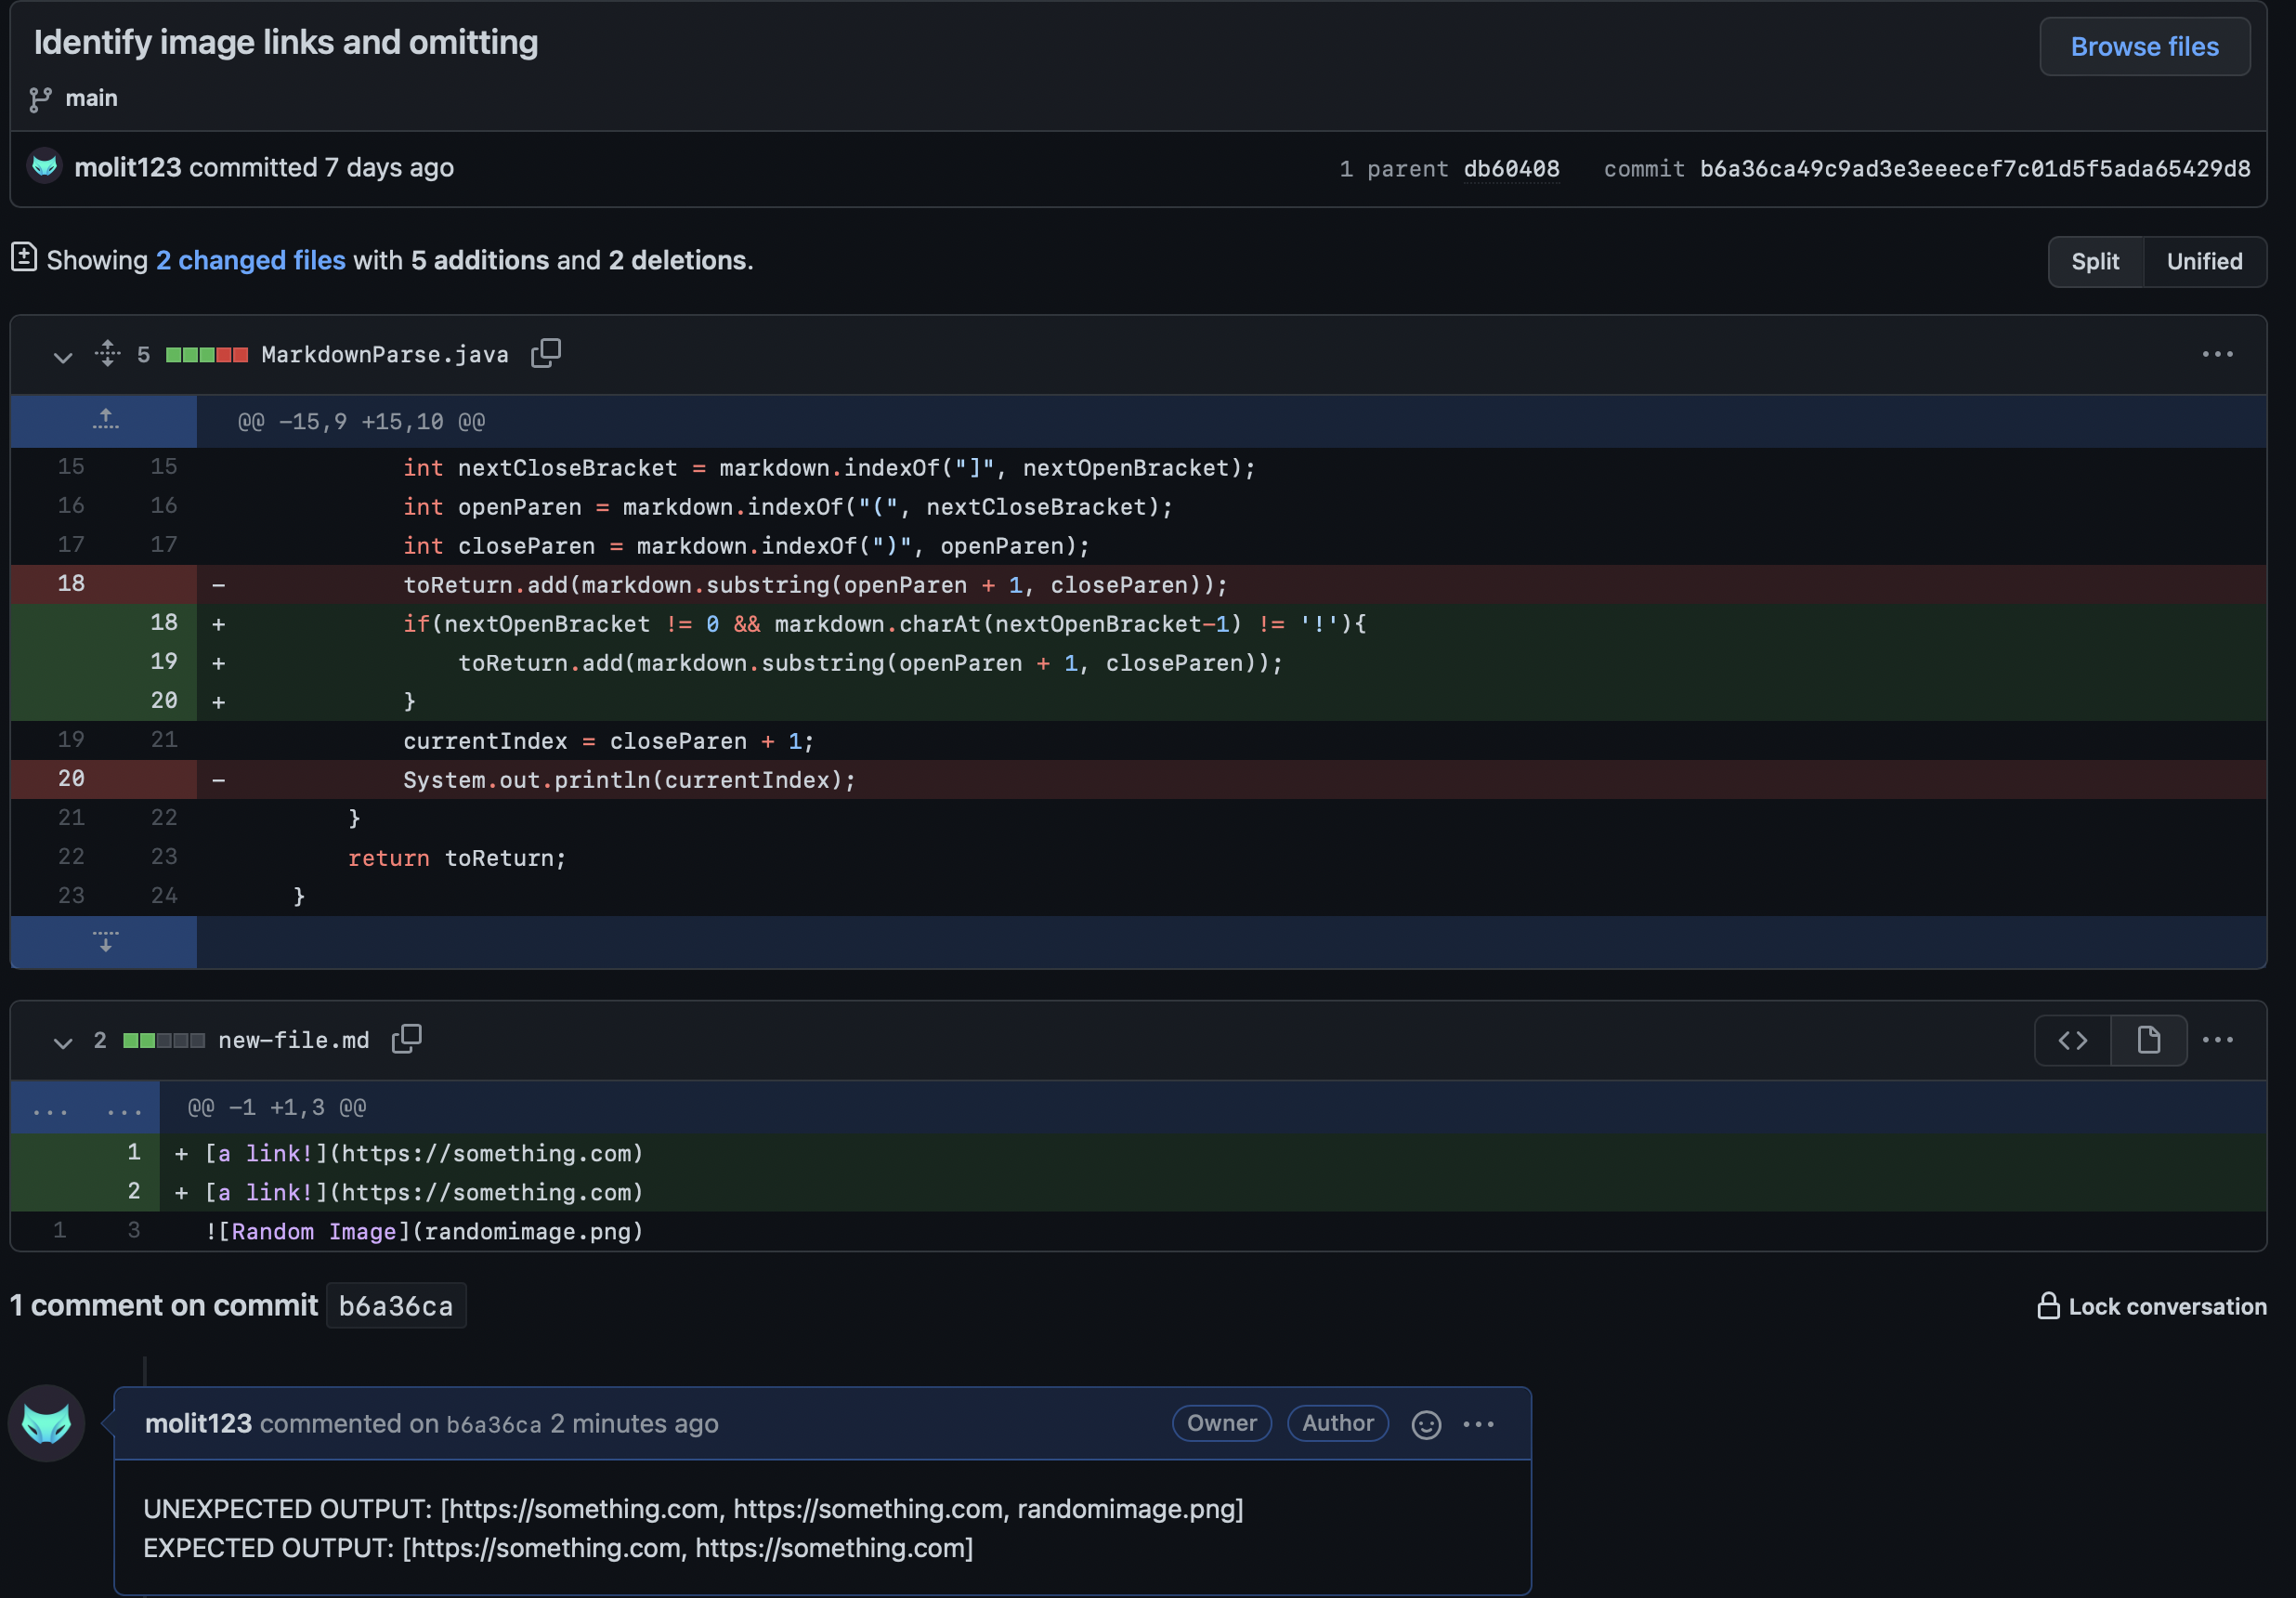 Identify image links and omitting
Browse files
main
molit123 committed 7 days ago
1 parent db60408 commit b6a36ca49c9ad3e3eeecef7c01d5f5ada65429d8
Showing 2 changed files with 5 additions and 2 deletions.
Split Unified
5 MarkdownParse.java
@@ -15,9 +15,10 @@
15 15 int nextCloseBracket = markdown.indexOf("]", nextOpenBracket);
16 16 int openParen = markdown.indexOf("(", nextCloseBracket);
17 17 int closeParen = markdown.indexOf(")", openParen);
18 - toReturn.add(markdown.substring(openParen + 1, closeParen));
18 + if(nextOpenBracket != 0 && markdown.charAt(nextOpenBracket-1) != '!'){
19 + toReturn.add(markdown.substring(openParen + 1, closeParen));
20 + }
19 21 currentIndex = closeParen + 1;
20 - System.out.println(currentIndex);
21 22 }
22 23 return toReturn;
23 24 }
2 new-file.md
... ... @@ -1 +1,3 @@
1 + [a link!](https://something.com)
2 + [a link!](https://something.com)
1 3 ![Random Image](randomimage.png)
1 comment on commit b6a36ca
Lock conversation
molit123 commented on b6a36ca 2 minutes ago
Owner Author
UNEXPECTED OUTPUT: [https://something.com, https://something.com, randomimage.png]
EXPECTED OUTPUT: [https://something.com, https://something.com]